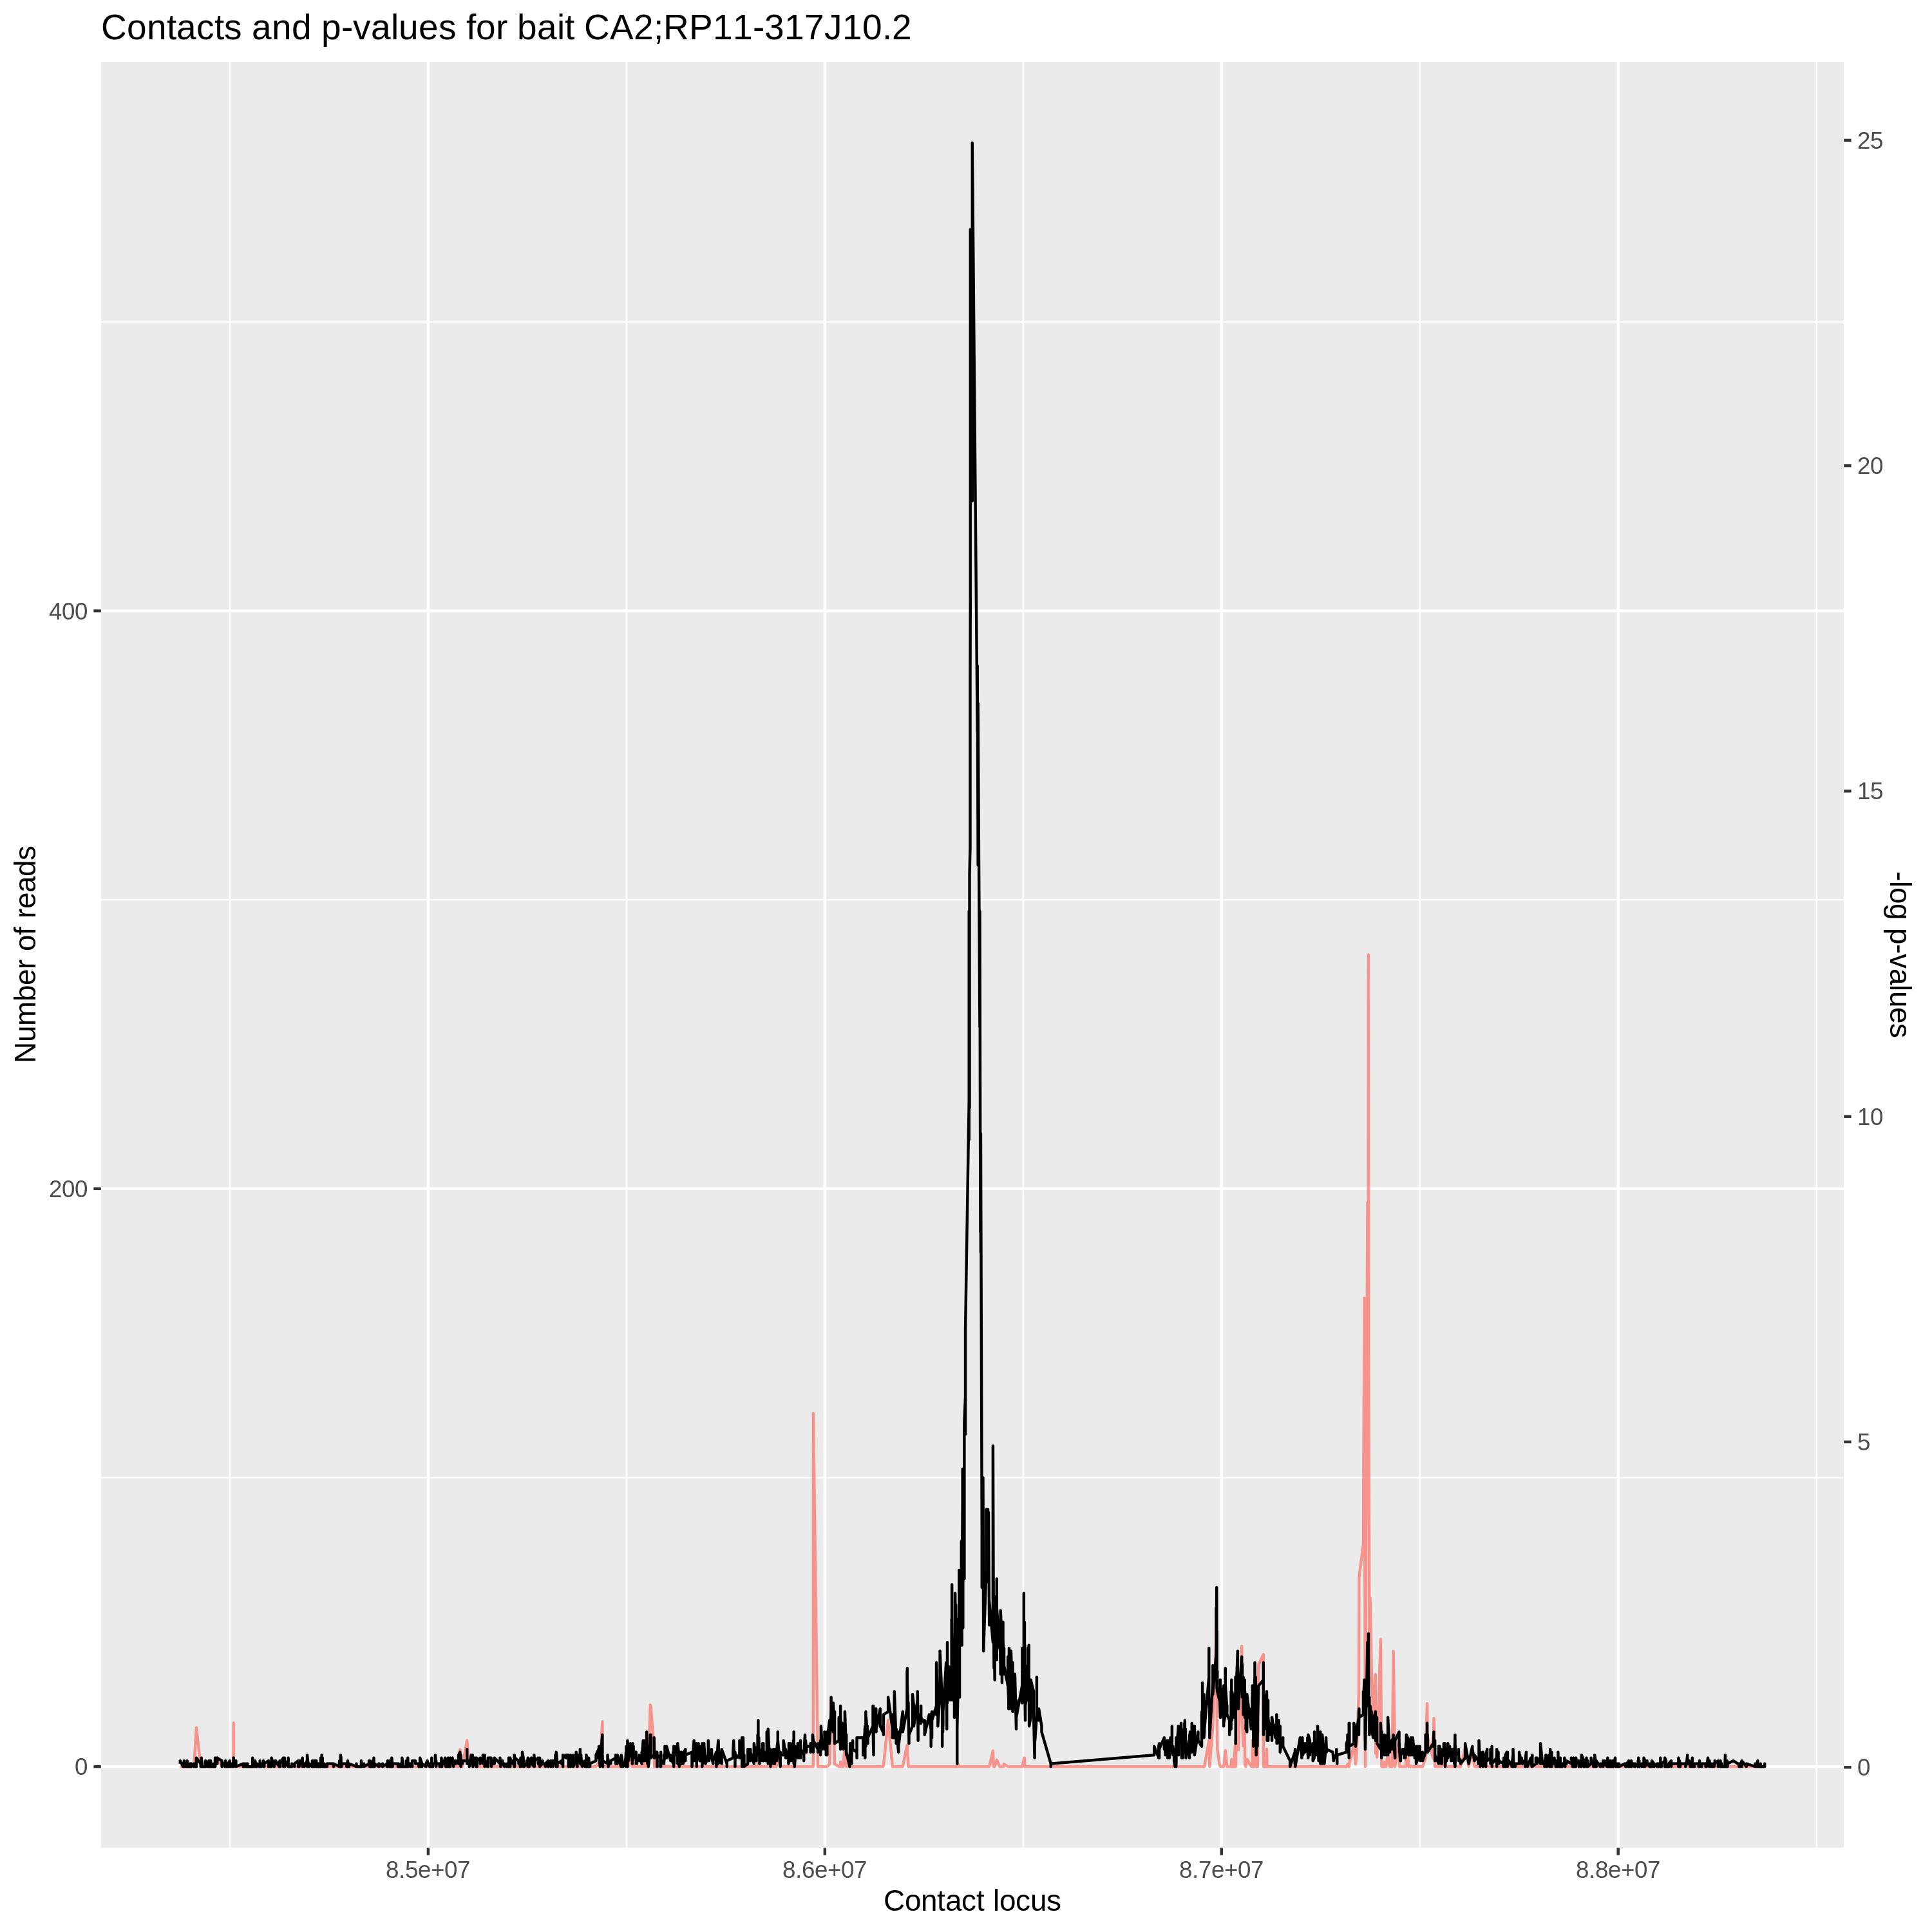 Contacts and p-values for bait CA2;RP11-317J10.2
Number of reads
400
200
0
25
20
15
10
5
0
-log p-values
8.5e+07
8.6e+07
8.7e+07
8.8e+07
Contact locus